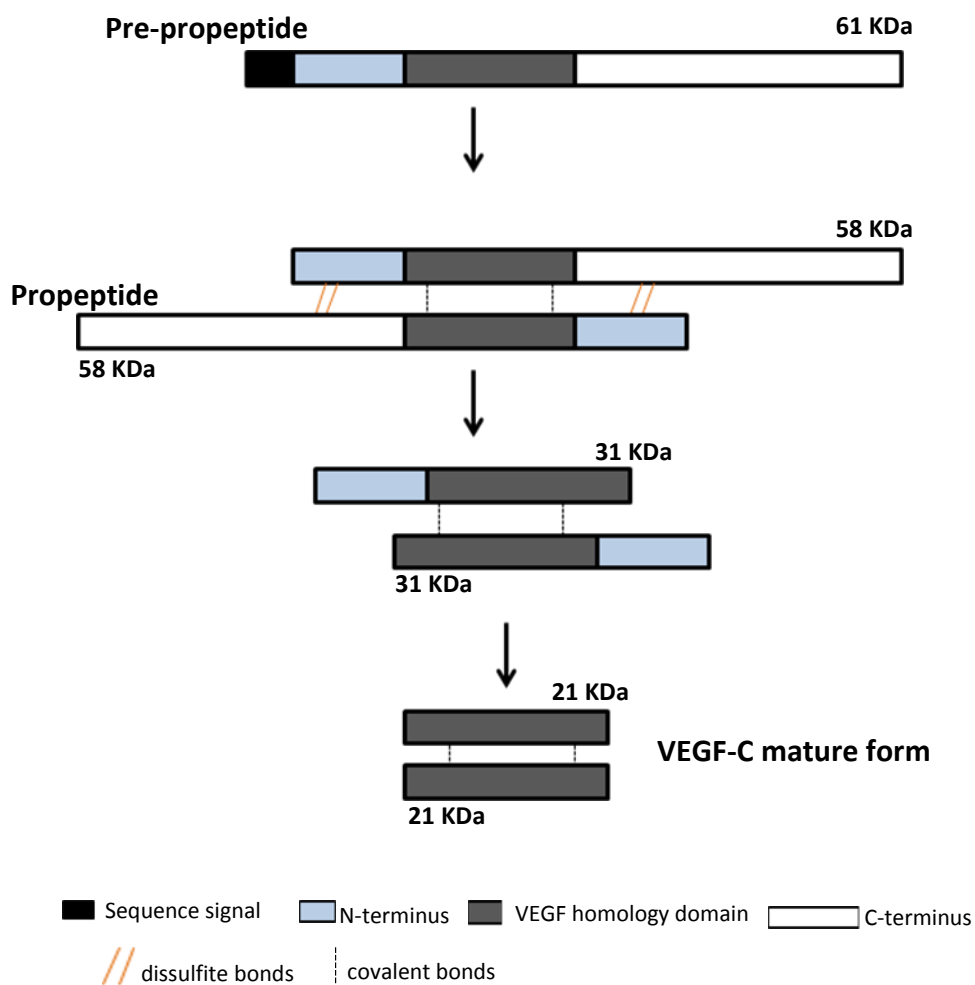 Pre-propeptide
61 KDa
58 KDa
Propeptide
58 KDa
31 KDa
31 KDa
21 KDa
VEGF-C mature form
21 KDa
Sequence signal
N-terminus
VEGF homology domain
C-terminus
dissulfite bonds
covalent bonds